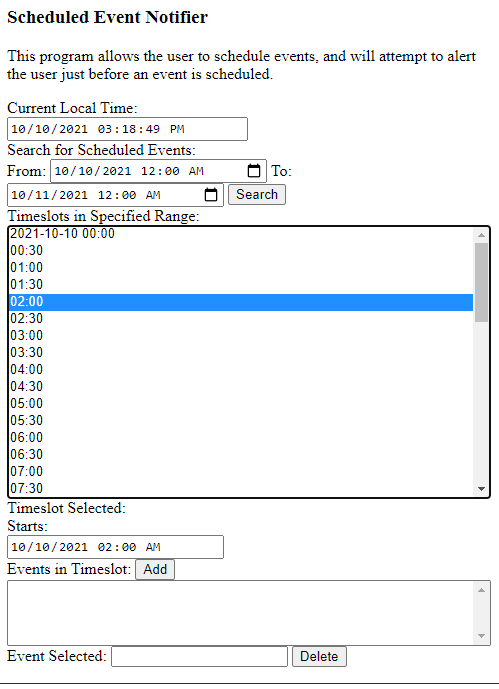 Scheduled Event Notifier
This program allows the user to schedule events, and will attempt to alert
the user just before an event is scheduled.
Current Local Time:
10/10/2021 03:18:49 PM
Search for Scheduled Events:
From: 10/10/2021 12:00 AM To:
10/11/2021 12:00 AM Search
Timeslots in Specified Range:
2021-10-10 00:00
00:30
01:00
01:30
02:00
02:30
03:00
03:30
04:00
04:30
05:00
05:30
06:00
06:30
07:00
07:30
Timeslot Selected:
Starts:
10/10/2021 02:00 AM
Events in Timeslot: Add
Event Selected: Delete